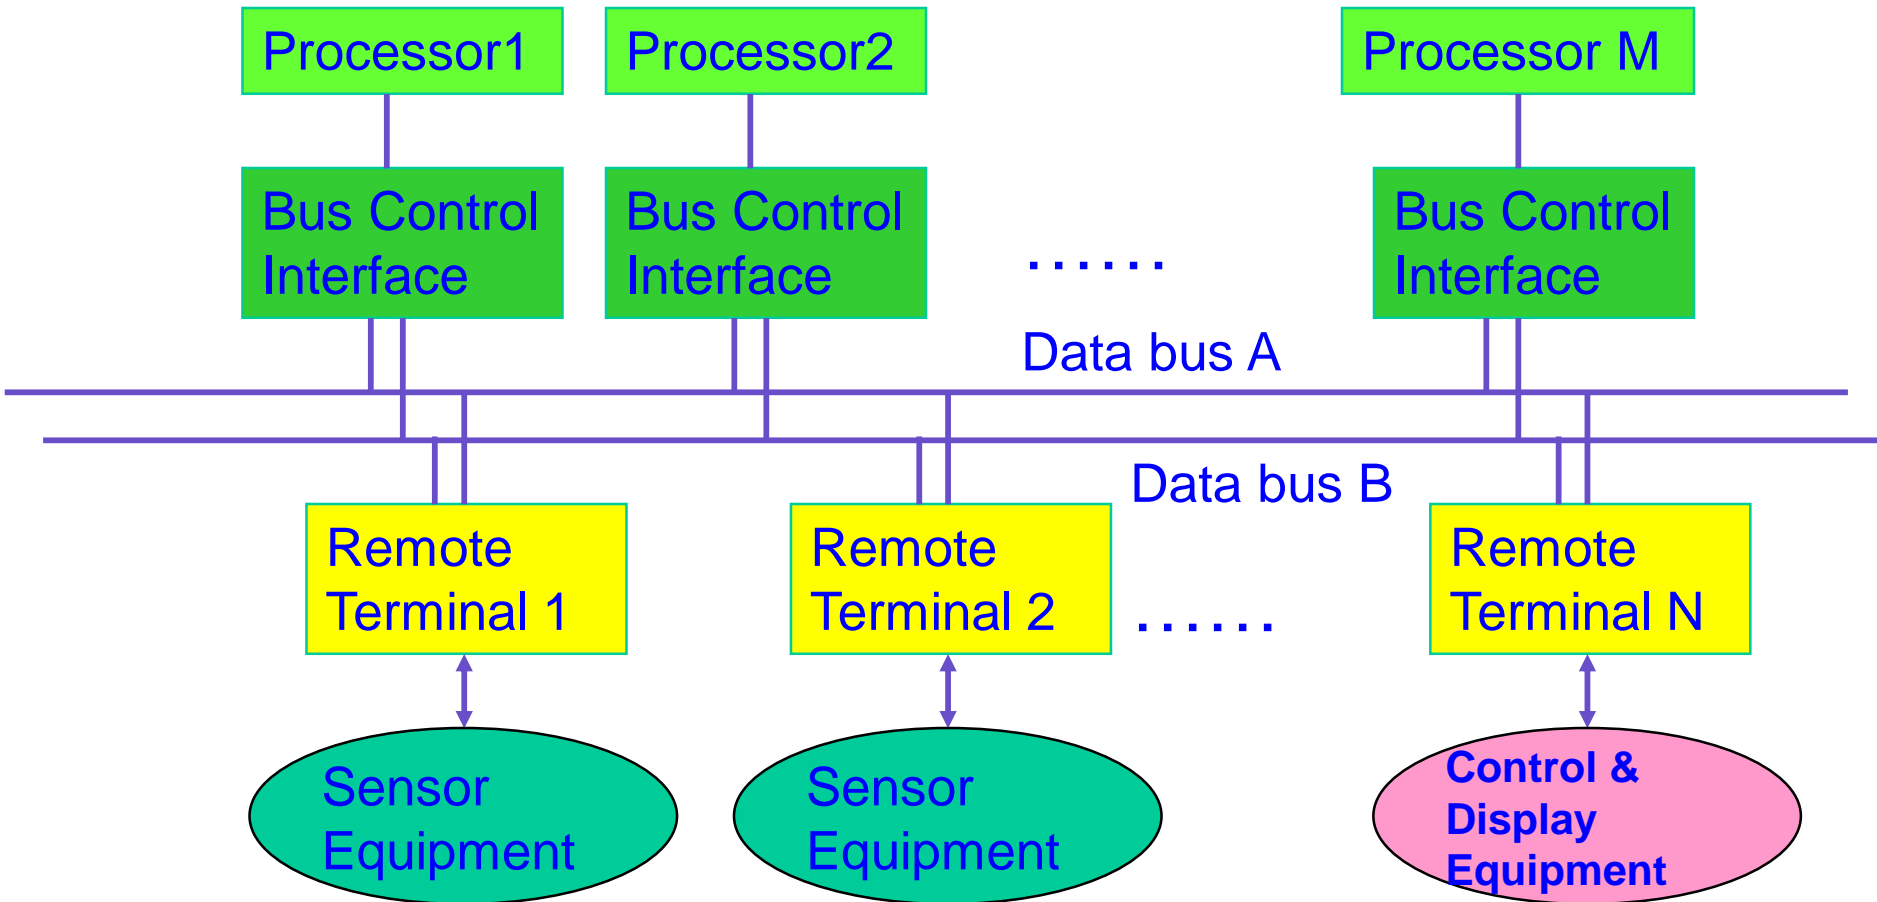 Processor1
Processor2
Processor M
Bus Control
Interface
Bus Control
Interface
......
Bus Control
Interface
Data bus A
Data bus B
Remote
Terminal 1
Remote
Terminal 2
......
Remote
Terminal N
Sensor
Equipment
Sensor
Equipment
Control &
Display
Equipment